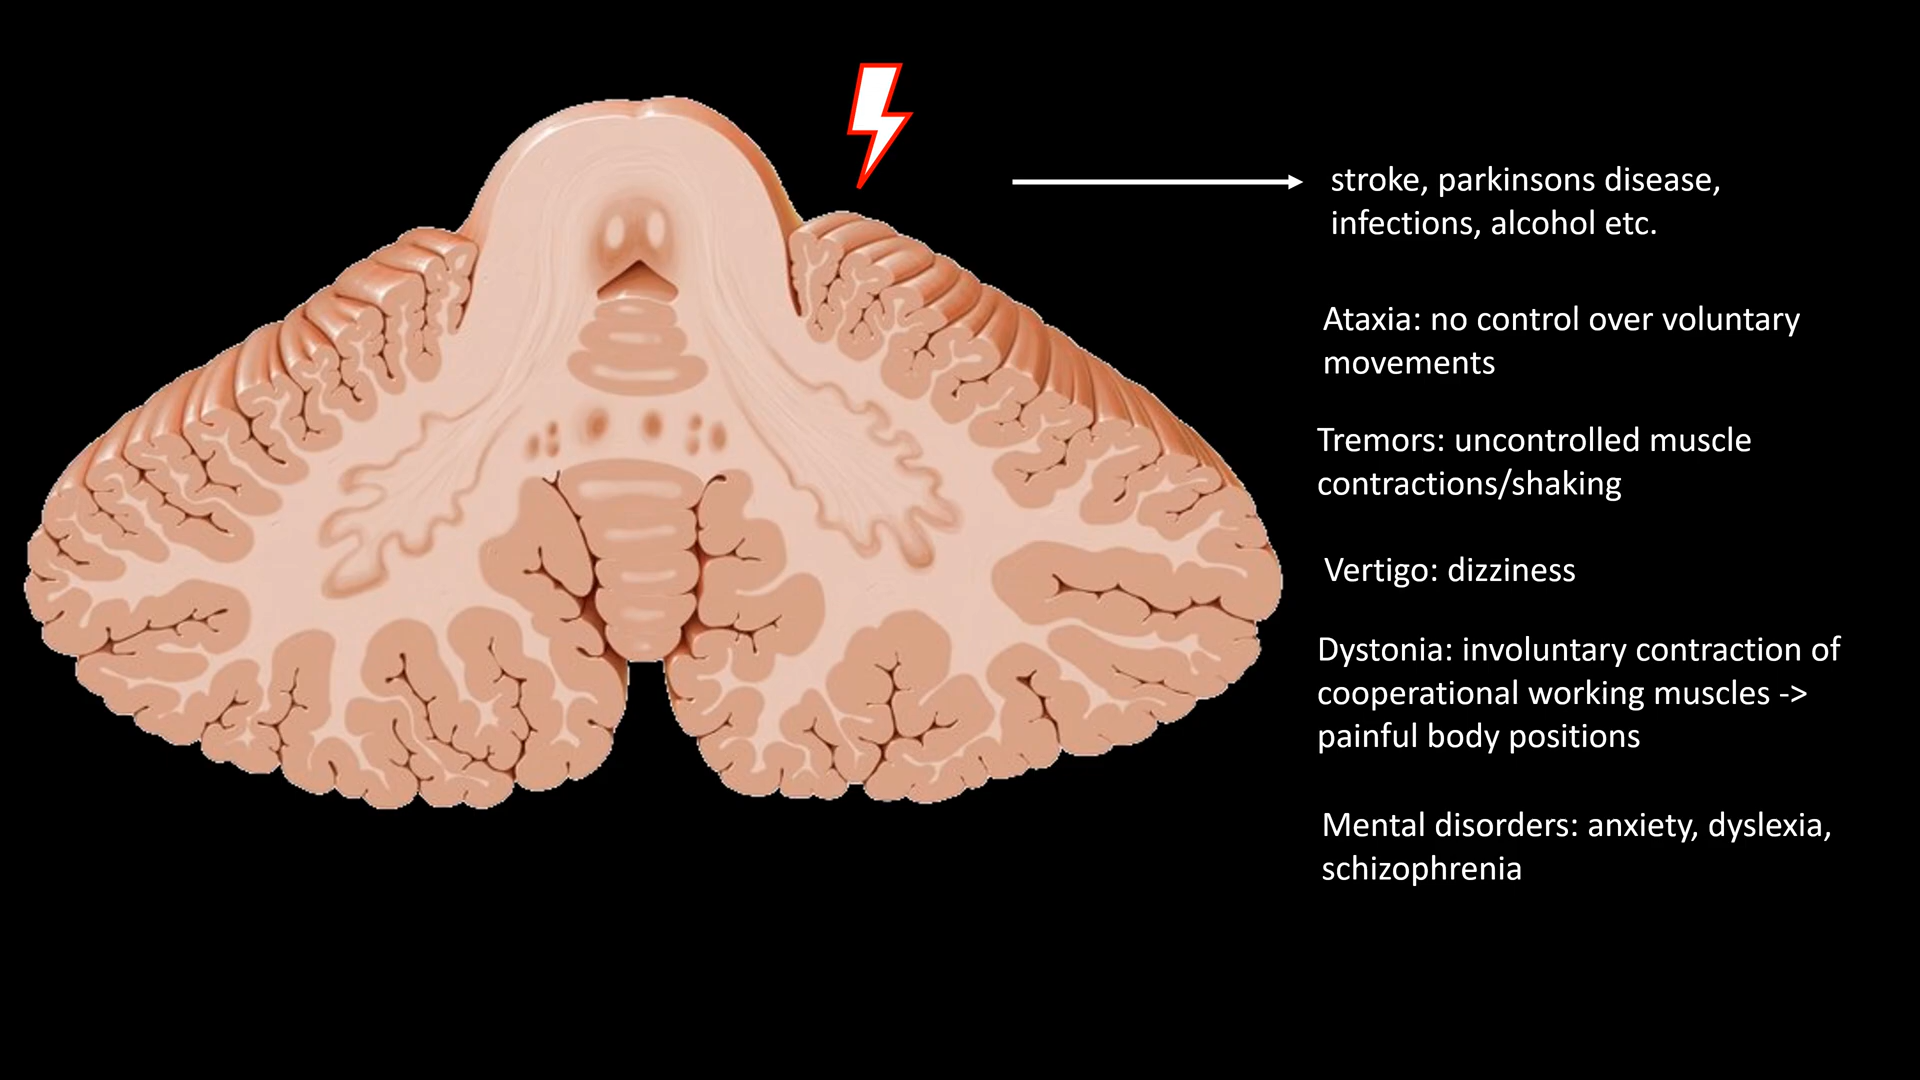 stroke, parkinsons disease,
infections, alcohol etc.
Ataxia: no control over voluntary
movements
Tremors: uncontrolled muscle
contractions/shaking
Vertigo: dizziness
Dystonia: involuntary contraction of
cooperational working muscles ->
painful body positions
Mental disorders: anxiety, dyslexia,
schizophrenia